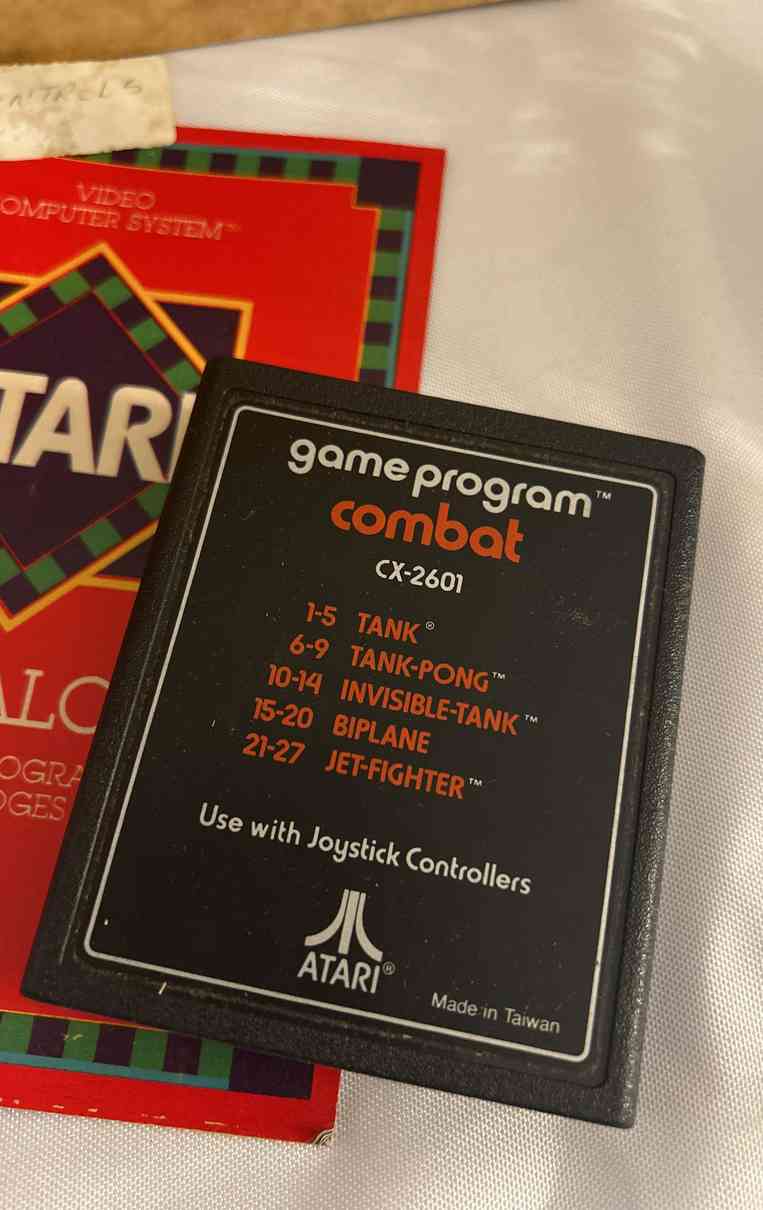 VIDEO
COMPUTER SYSTEM™
game program™
combat
CX-2601
1-5 TANK®
6-9 TANK-PONG™
10-14 INVISIBLE-TANK™
15-20 BIPLANE
21-27 JET-FIGHTER™
Use with Joystick Controllers
ATARI®
Made in Taiwan